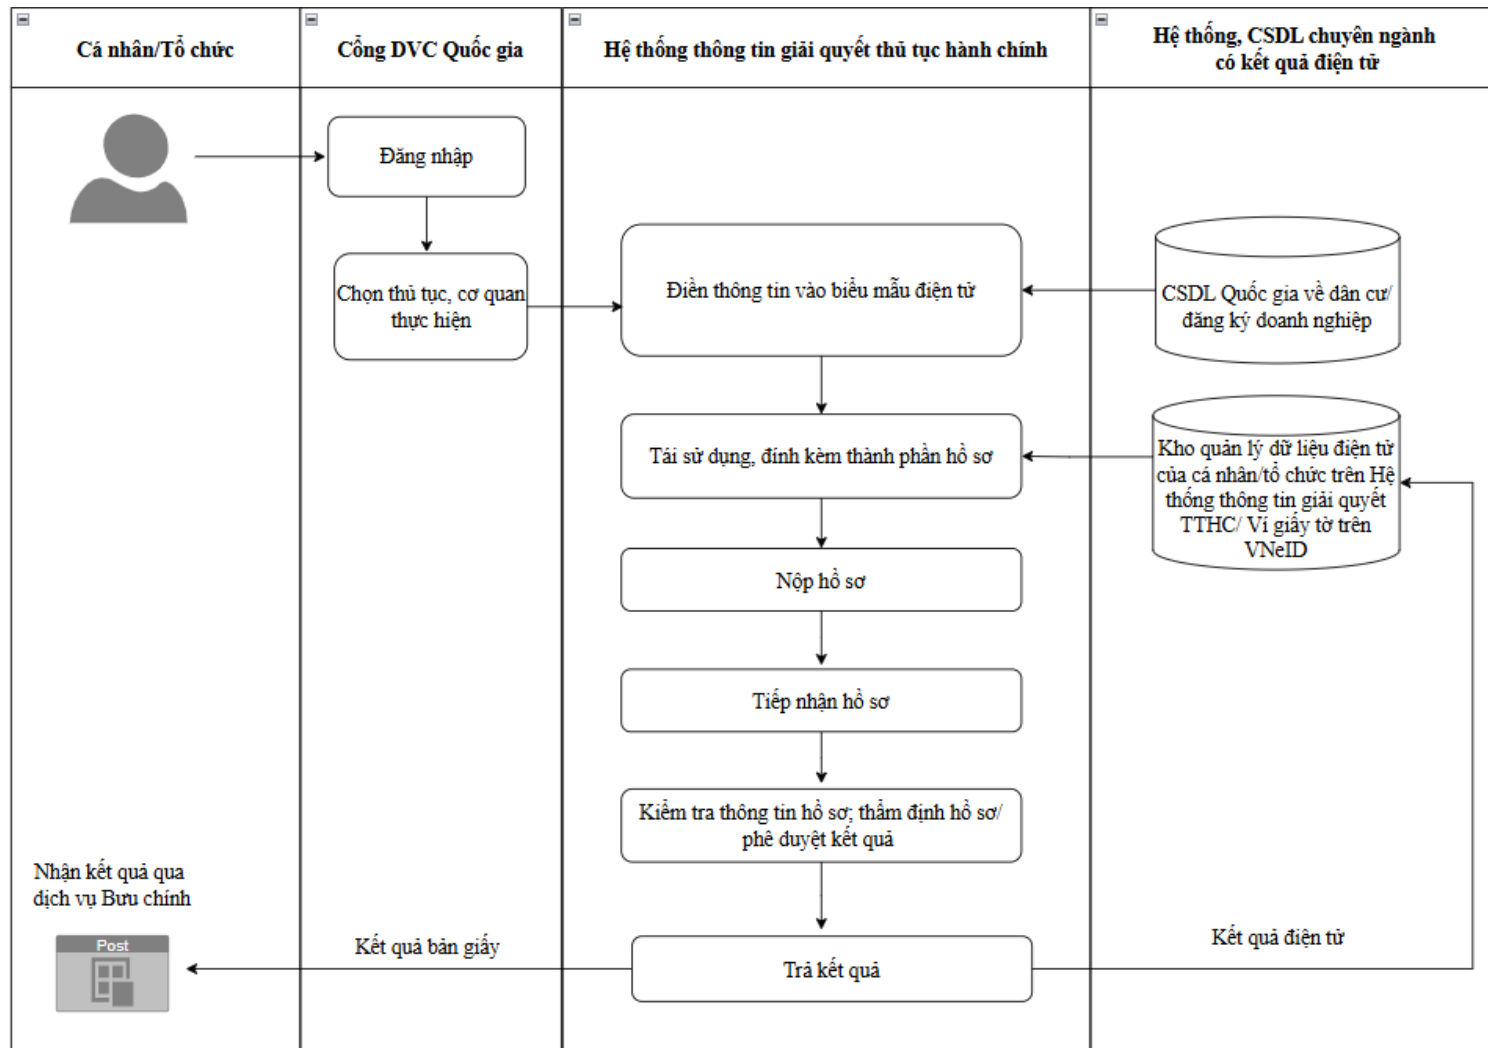 Cá nhân/Tổ chức
Cổng DVC Quốc gia
Hệ thống thông tin giải quyết thủ tục hành chính
Hệ thống, CSDL chuyên ngành
có kết quả điện tử
Đăng nhập
Chọn thủ tục, cơ quan
thực hiện
Điền thông tin vào biểu mẫu điện tử
CSDL Quốc gia về dân cư/
đăng ký doanh nghiệp
Tái sử dụng, đính kèm thành phần hồ sơ
Kho quản lý dữ liệu điện tử
của cá nhân/tổ chức trên Hệ
thống thông tin giải quyết
TTHC/ Ví giấy tờ trên
VNeID
Nộp hồ sơ
Tiếp nhận hồ sơ
Kiểm tra thông tin hồ sơ; thẩm định hồ sơ/
phê duyệt kết quả
Nhận kết quả qua
dịch vụ Bưu chính
Post
Kết quả bản giấy
Trả kết quả
Kết quả điện tử